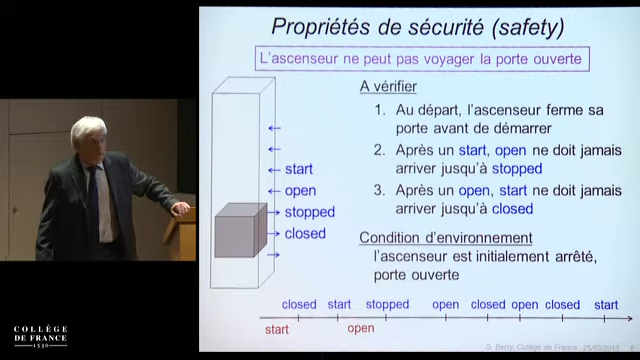 Propriétés de sécurité (safety)
L'ascenseur ne peut pas voyager la porte ouverte
A vérifier
1. Au départ, l'ascenseur ferme sa
porte avant de démarrer
2. Après un start, open ne doit jamais
arriver jusqu'à stopped
3. Après un open, start ne doit jamais
arriver jusqu'à closed
Condition d'environnement
l'ascenseur est initialement arrêté,
porte ouverte
start
open
stopped
closed
closed start stopped open closed open closed start
start open
COLLÈGE
DE FRANCE
1530
G. Berry, Collège de France 25/03/2015 6